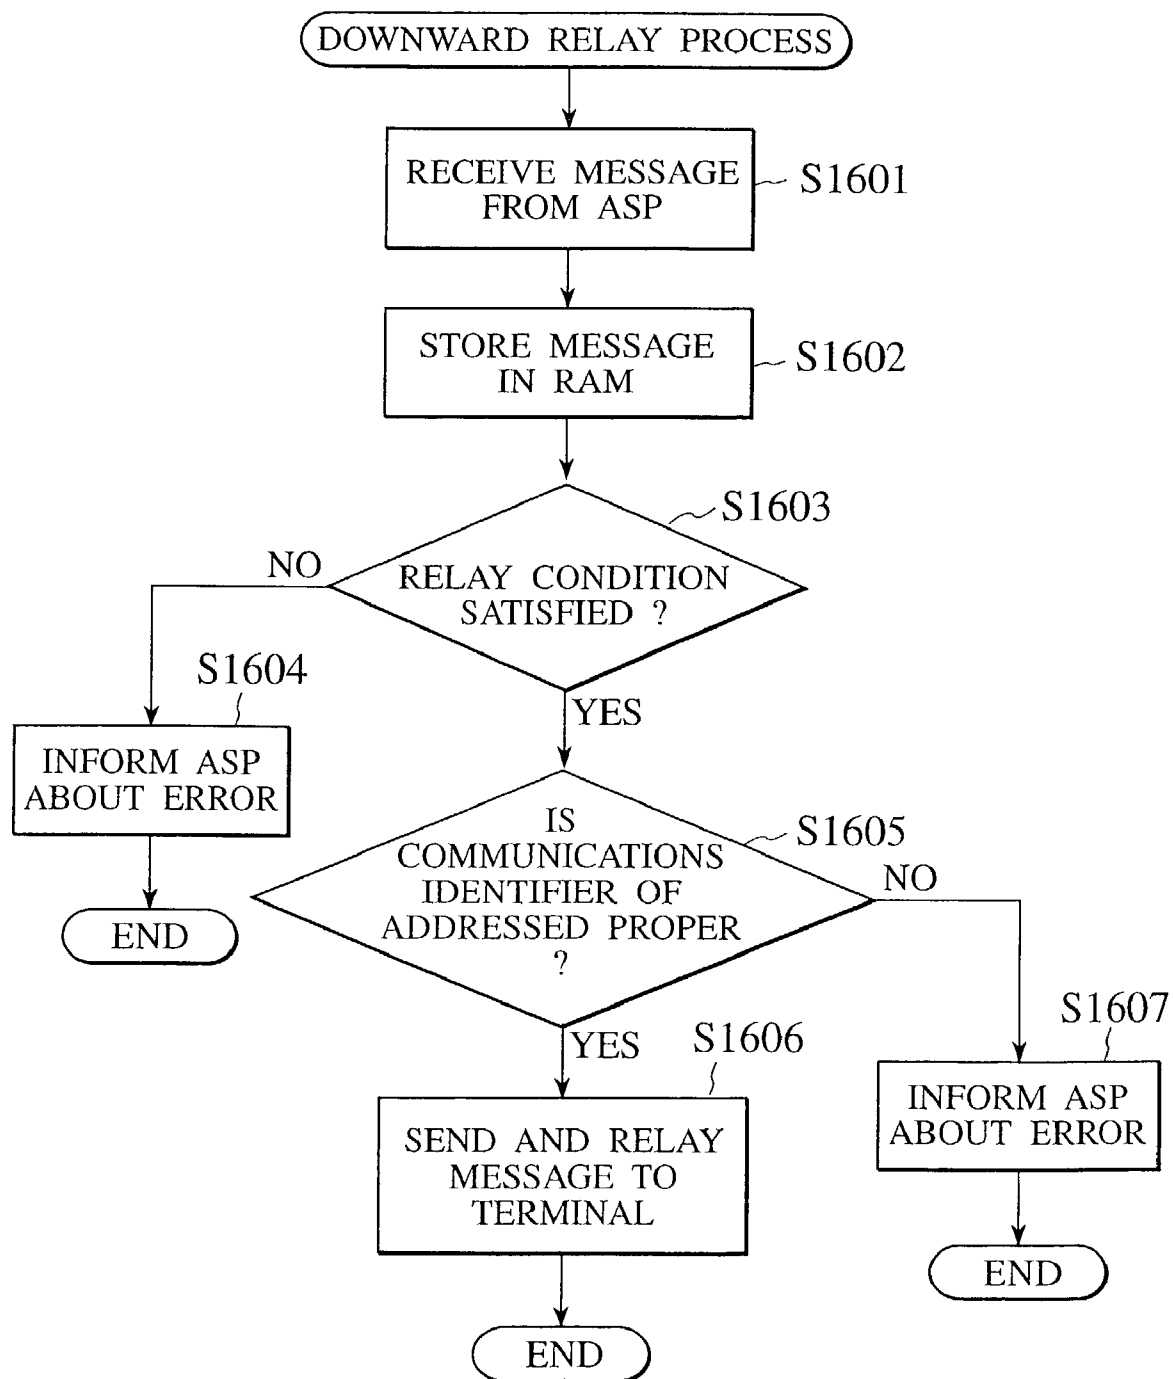 DOWNWARD RELAY PROCESS
RECEIVE MESSAGE
FROM ASP
S1601
STORE MESSAGE
IN RAM
S1602
S1603
NO
RELAY CONDITION
SATISFIED ?
S1604
YES
INFORM ASP
ABOUT ERROR
END
IS
COMMUNICATIONS
IDENTIFIER OF
ADDRESSED PROPER
?
S1605
NO
YES
S1606
S1607
SEND AND RELAY
MESSAGE TO
TERMINAL
INFORM ASP
ABOUT ERROR
END
END